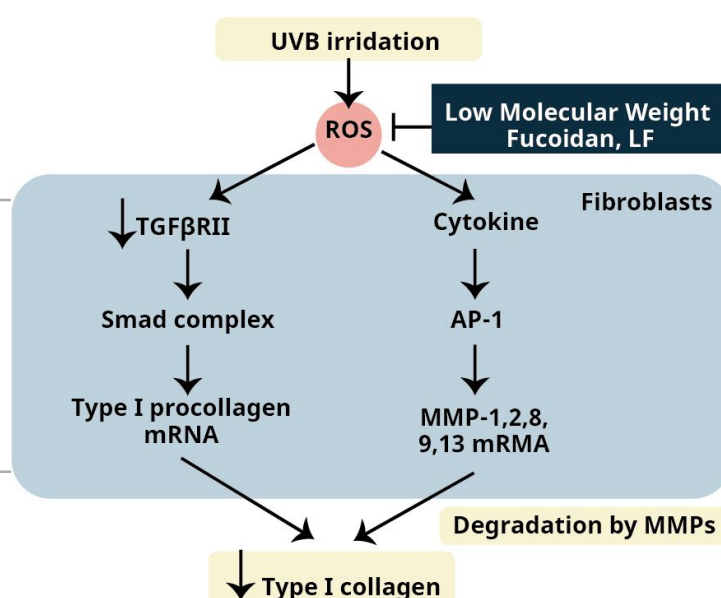 UVB irridation
ROS
Low Molecular Weight
Fucoidan, LF
Fibroblasts
TGFβRII
Cytokine
Smad complex
AP-1
Type I procollagen
mRNA
MMP-1,2,8,
9,13 mRMA
Degradation by MMPs
Type I collagen